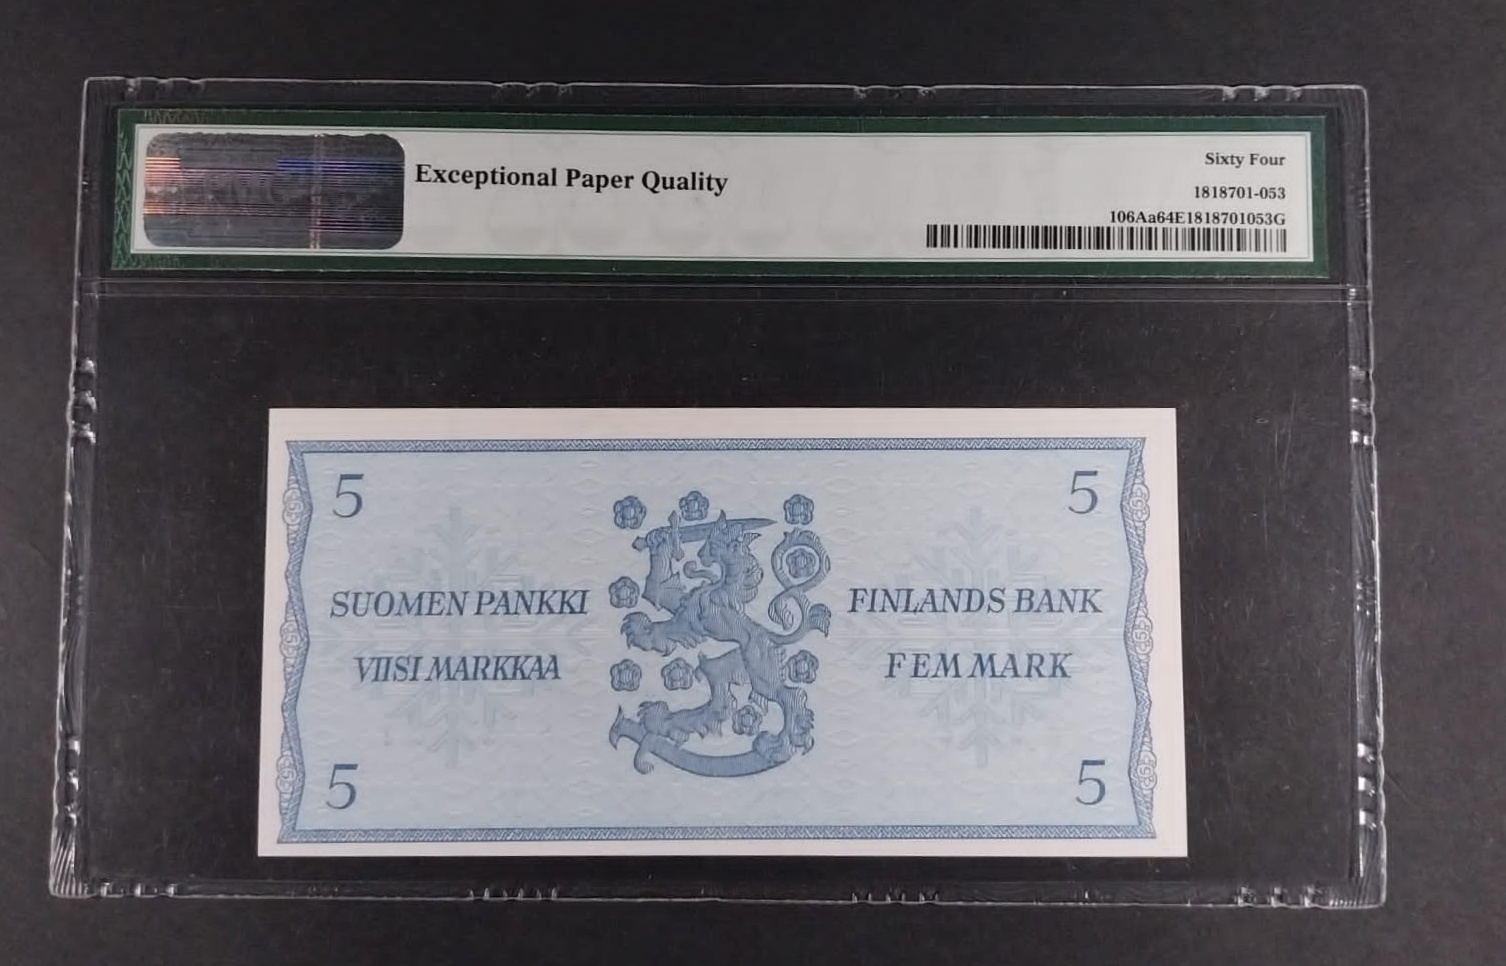 Exceptional Paper Quality
Sixty Four
1818701-053
106Aa64E1818701053G
5
5
SUOMEN PANKKI
FINLANDS BANK
VIISI MARKKAA
FEM MARK
5
5